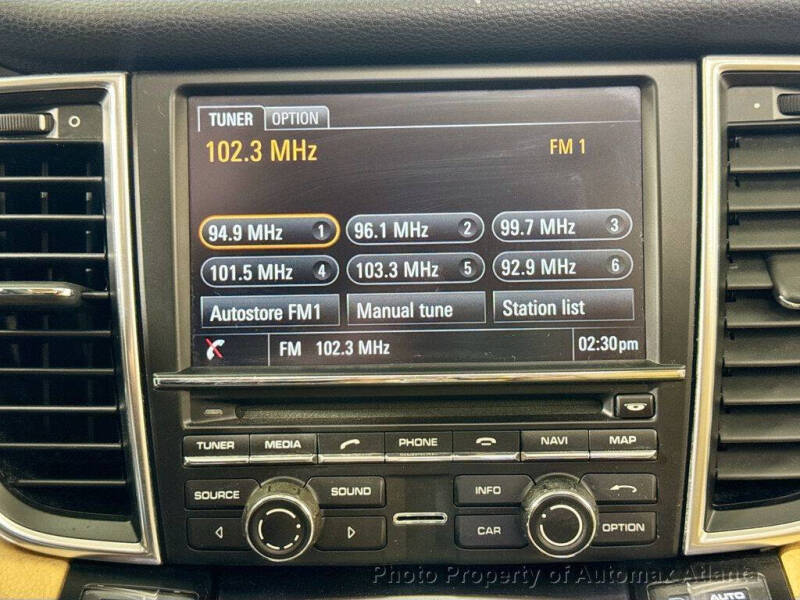 TUNER OPTION
102.3 MHz FM 1
94.9 MHz 1 96.1 MHz 2 99.7 MHz 3
101.5 MHz 4 103.3 MHz 5 92.9 MHz 6
Autostore FM1 Manual tune Station list
FM 102.3 MHz 02:30pm
TUNER MEDIA PHONE NAVI MAP
SOURCE SOUND INFO
CAR OPTION
Photo Property of Automax Atlanta
AUTO